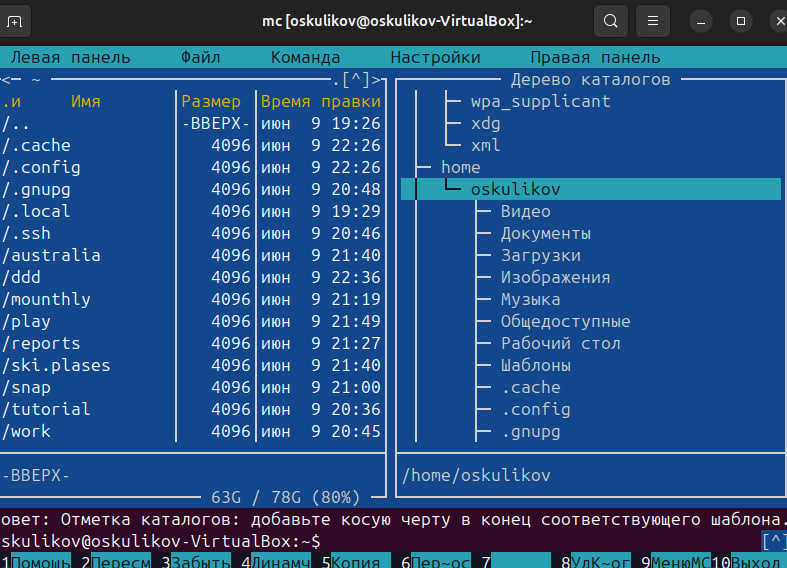 mc [oskulikov@oskulikov-VirtualBox]:~
Левая панель Файл Команда Настройки Правая панель
<─ ~ .[^]>
.и Имя Размер Время правки
/.. -ВВЕРХ- июн 9 19:26
/.cache 4096 июн 9 22:26
/.config 4096 июн 9 22:26
/.gnupg 4096 июн 9 20:48
/.local 4096 июн 9 19:29
/.ssh 4096 июн 9 20:46
/australia 4096 июн 9 21:40
/ddd 4096 июн 9 22:36
/mounthly 4096 июн 9 21:19
/play 4096 июн 9 21:49
/reports 4096 июн 9 21:27
/ski.plases 4096 июн 9 21:40
/snap 4096 июн 9 21:00
/tutorial 4096 июн 9 20:36
/work 4096 июн 9 20:45
-ВВЕРХ-
63G / 78G (80%)
Дерево каталогов
wpa_supplicant
xdg
xml
home
oskulikov
Видео
Документы
Загрузки
Изображения
Музыка
Общедоступные
Рабочий стол
Шаблоны
.cache
.config
.gnupg
/home/oskulikov
овет: Отметка каталогов: добавьте косую черту в конец соответствующего шаблона.
skulikov@oskulikov-VirtualBox:~$ [^]
1Помощь 2Пересм 3Забыть 4Динамч 5Копия 6Пер~ос 7 8УдК~ог 9МенюMC 10Выход